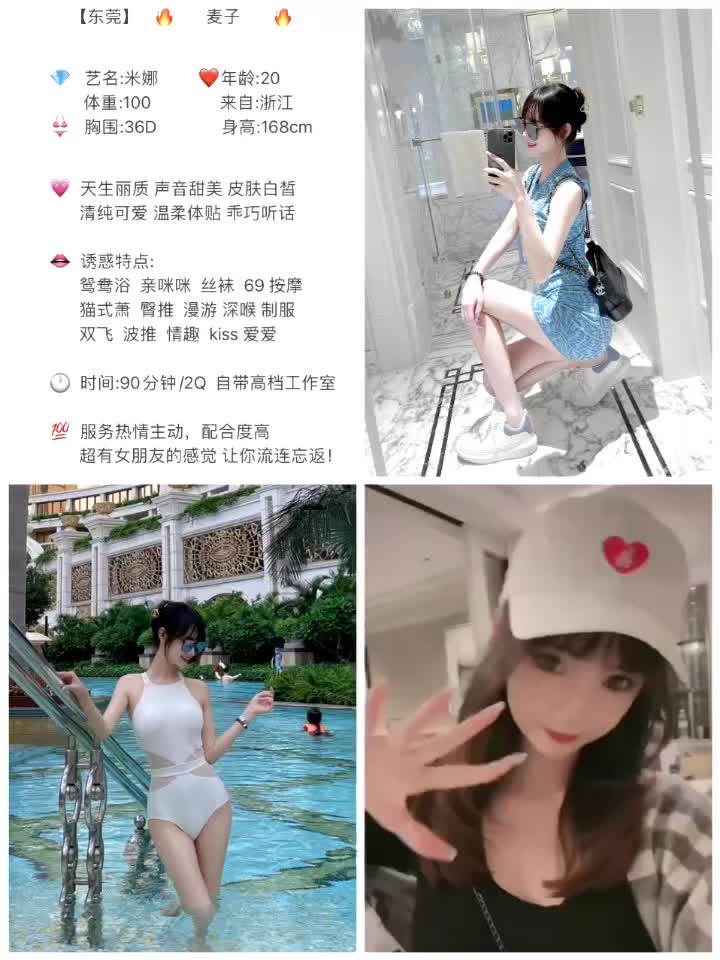 【东莞】 🔥 麦子 🔥
💎 艺名:米娜 ❤️年龄:20
体重:100 来自:浙江
👙 胸围:36D 身高:168cm
💗 天生丽质 声音甜美 皮肤白皙
清纯可爱 温柔体贴 乖巧听话
👄 诱惑特点:
鸳鸯浴 亲咪咪 丝袜 69按摩
猫式萧 臀推 漫游 深喉 制服
双飞 波推 情趣 kiss 爱爱
🕛 时间:90分钟/2Q 自带高档工作室
💯 服务热情主动，配合度高
超有女朋友的感觉 让你流连忘返!